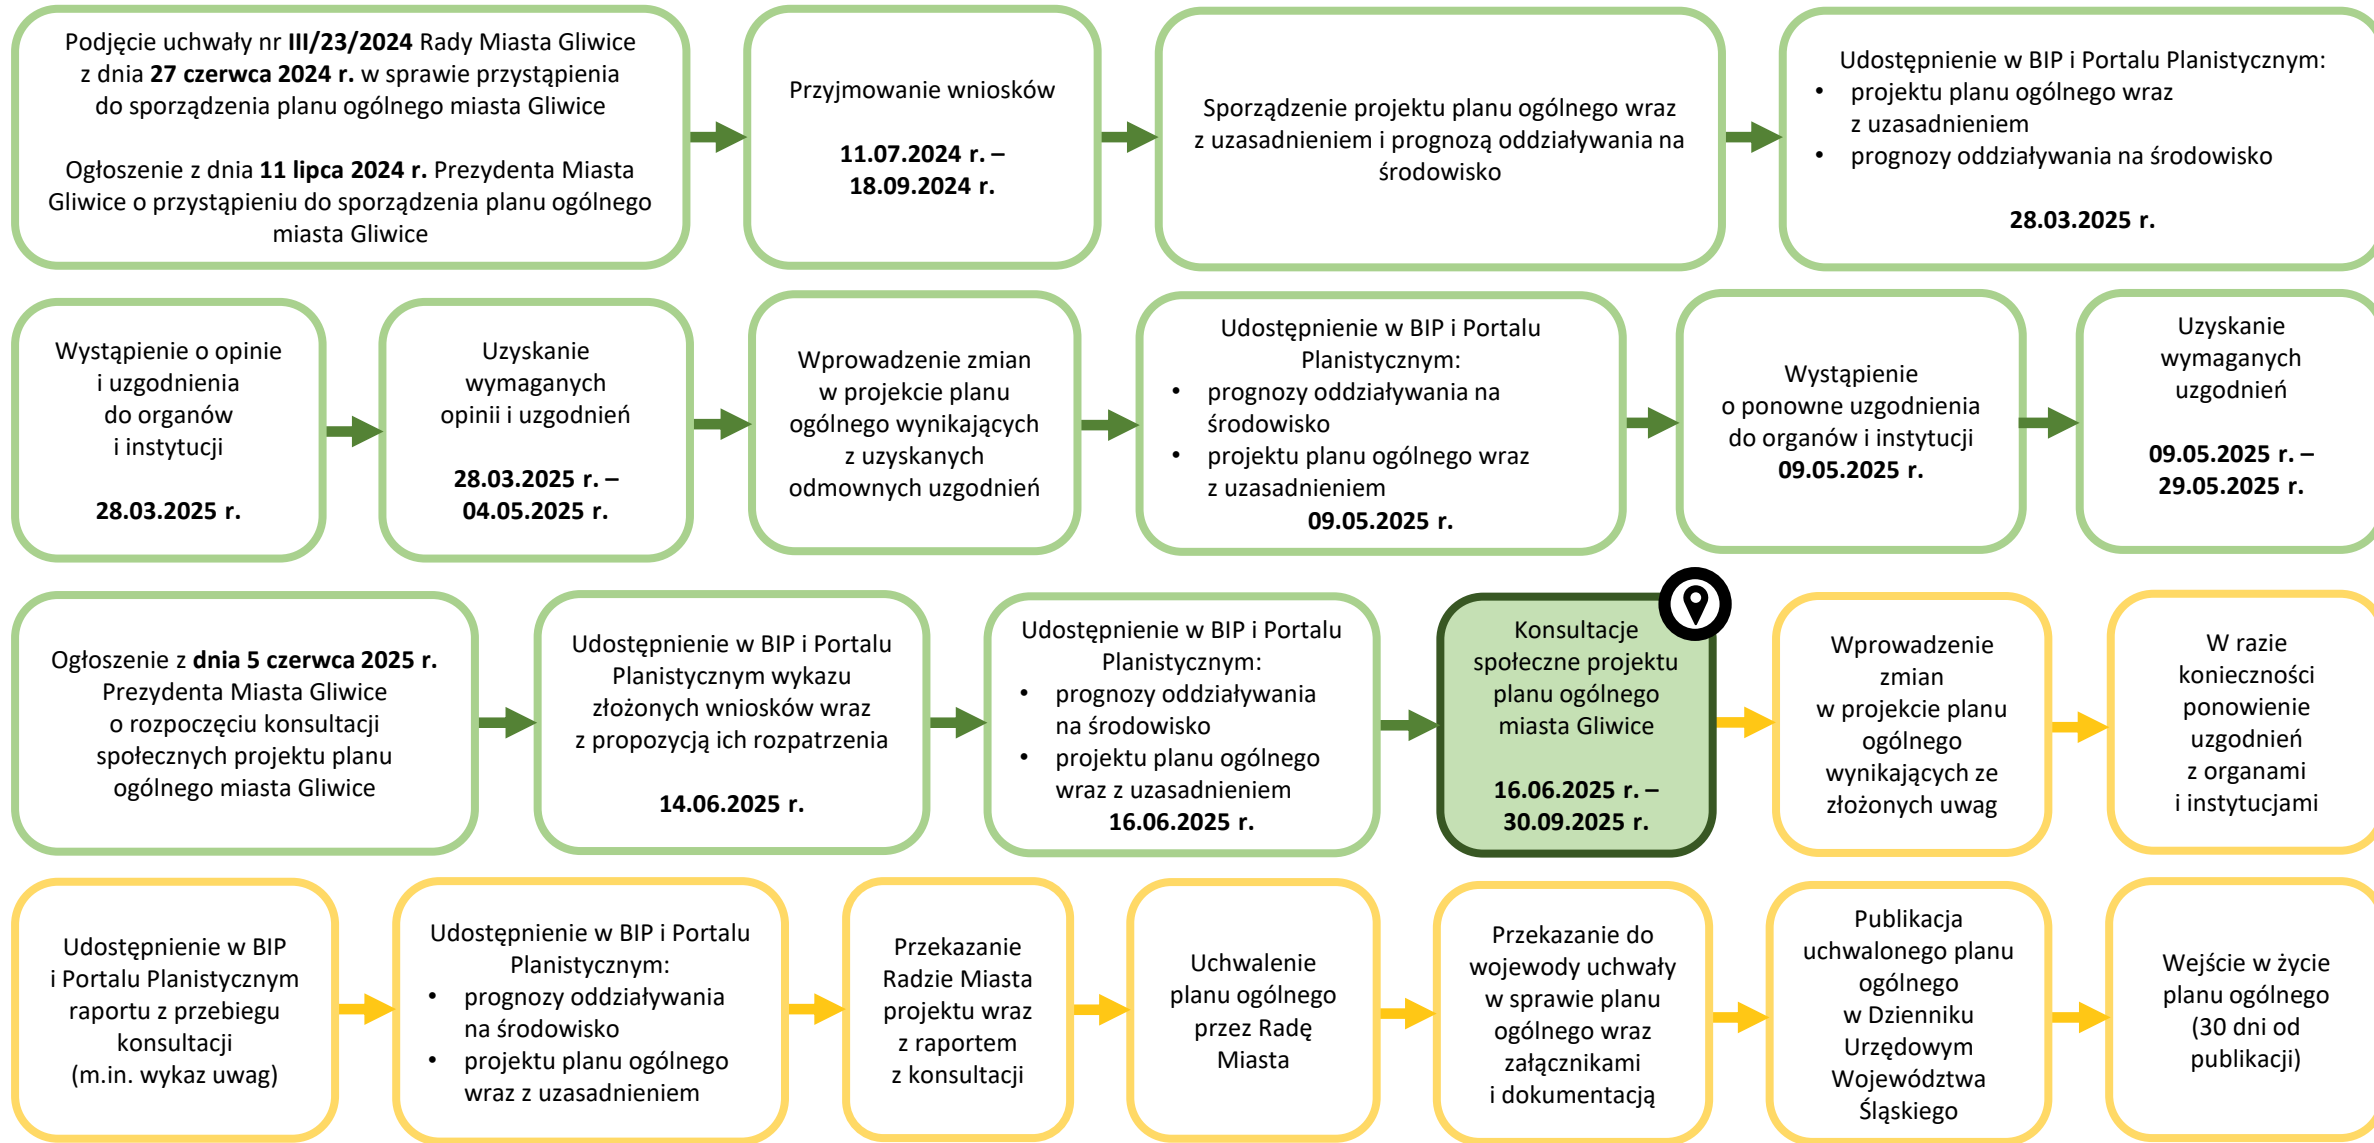 Podjęcie uchwały nr III/23/2024 Rady Miasta Gliwice
z dnia 27 czerwca 2024 r. w sprawie przystąpienia
do sporządzenia planu ogólnego miasta Gliwice
Ogłoszenie z dnia 11 lipca 2024 r. Prezydenta Miasta
Gliwice o przystąpieniu do sporządzenia planu ogólnego
miasta Gliwice
Przyjmowanie wniosków
11.07.2024 r. –
18.09.2024 r.
Sporządzenie projektu planu ogólnego wraz
z uzasadnieniem i prognozą oddziaływania na
środowisko
Udostępnienie w BIP i Portalu Planistycznym:
• projektu planu ogólnego wraz
z uzasadnieniem
• prognozy oddziaływania na środowisko
28.03.2025 r.
Wystąpienie o opinie
i uzgodnienia
do organów
i instytucji
28.03.2025 r.
Uzyskanie
wymaganych
opinii i uzgodnień
28.03.2025 r. –
04.05.2025 r.
Wprowadzenie zmian
w projekcie planu
ogólnego wynikających
z uzyskanych
odmownych uzgodnień
Udostępnienie w BIP i Portalu
Planistycznym:
• prognozy oddziaływania na
środowisko
• projektu planu ogólnego wraz
z uzasadnieniem
09.05.2025 r.
Wystąpienie
o ponowne uzgodnienia
do organów i instytucji
09.05.2025 r.
Uzyskanie
wymaganych
uzgodnień
09.05.2025 r. –
29.05.2025 r.
Ogłoszenie z dnia 5 czerwca 2025 r.
Prezydenta Miasta Gliwice
o rozpoczęciu konsultacji
społecznych projektu planu
ogólnego miasta Gliwice
Udostępnienie w BIP i Portalu
Planistycznym wykazu
złożonych wniosków wraz
z propozycją ich rozpatrzenia
14.06.2025 r.
Udostępnienie w BIP i Portalu
Planistycznym:
• prognozy oddziaływania
na środowisko
• projektu planu ogólnego
wraz z uzasadnieniem
16.06.2025 r.
Konsultacje
społeczne projektu
planu ogólnego
miasta Gliwice
16.06.2025 r. –
30.09.2025 r.
Wprowadzenie
zmian
w projekcie planu
ogólnego
wynikających ze
złożonych uwag
W razie
konieczności
ponowienie
uzgodnień
z organami
i instytucjami
Udostępnienie w BIP
i Portalu Planistycznym
raportu z przebiegu
konsultacji
(m.in. wykaz uwag)
Udostępnienie w BIP i Portalu
Planistycznym:
• prognozy oddziaływania
na środowisko
• projektu planu ogólnego
wraz z uzasadnieniem
Przekazanie
Radzie Miasta
projektu wraz
z raportem
z konsultacji
Uchwalenie
planu ogólnego
przez Radę
Miasta
Przekazanie do
wojewody uchwały
w sprawie planu
ogólnego wraz
załącznikami
i dokumentacją
Publikacja
uchwalonego planu
ogólnego
w Dzienniku
Urzędowym
Województwa
Śląskiego
Wejście w życie
planu ogólnego
(30 dni od
publikacji)